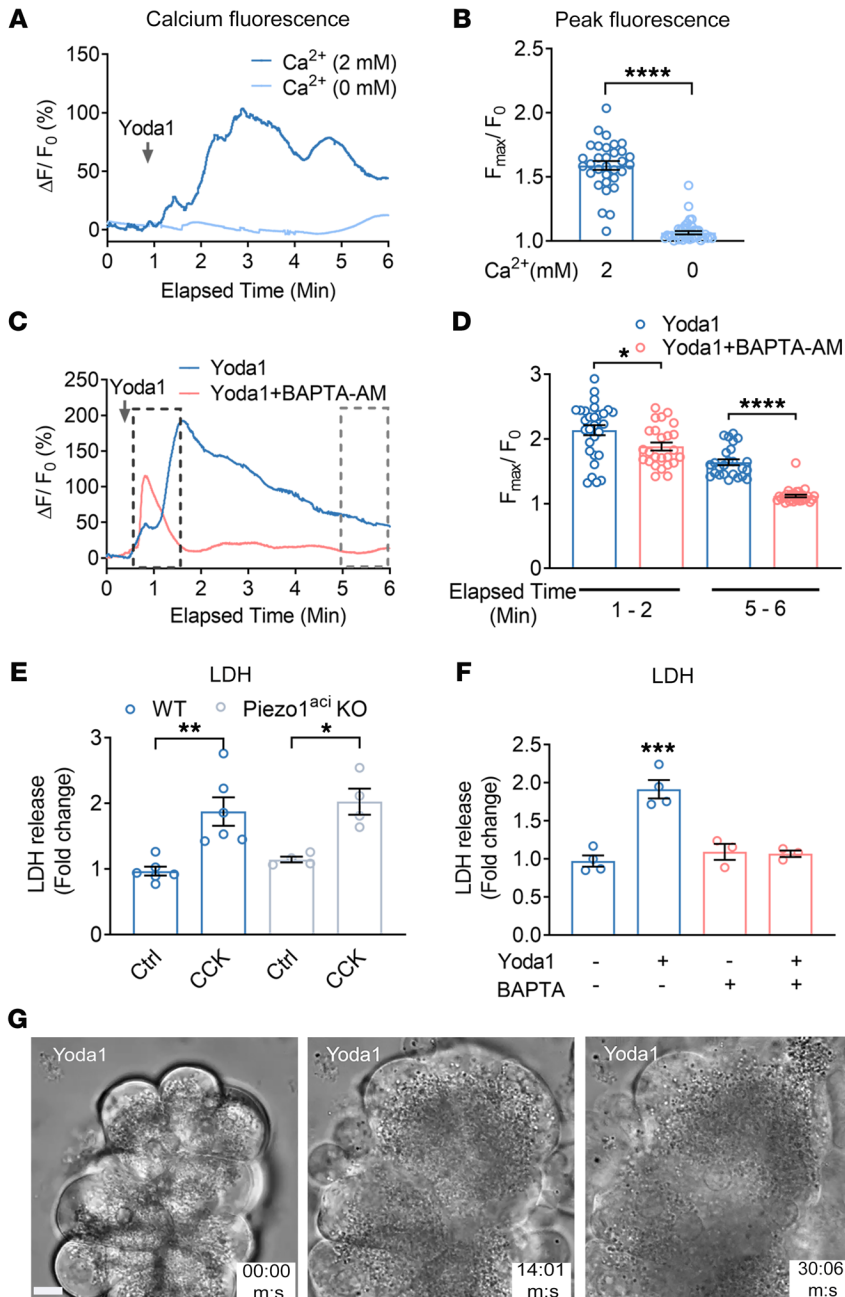 A
Calcium fluorescence
150
100
50
0
ΔF/ F0 (%)
Yoda1
Ca2+ (2 mM)
Ca2+ (0 mM)
0 1 2 3 4 5 6
Elapsed Time (Min)
B
Peak fluorescence
2.5
2.0
1.5
1.0
Fmax/ F0
****
Ca2+(mM) 2 0
C
250
200
150
100
50
0
ΔF/ F0 (%)
Yoda1
Yoda1
Yoda1+BAPTA-AM
0 1 2 3 4 5 6
Elapsed Time (Min)
D
Yoda1
Yoda1+BAPTA-AM
3
2
1
0
Fmax/ F0
*
****
Elapsed Time
(Min)
1 - 2
5 - 6
E
LDH
WT
Piezo1aci KO
3
2
1
0
LDH release
(Fold change)
**
*
Ctrl CCK Ctrl CCK
F
LDH
2.5
2.0
1.5
1.0
0.5
0.0
LDH release
(Fold change)
***
Yoda1 - + - +
BAPTA - - + +
G
Yoda1
00:00
m:s
Yoda1
14:01
m:s
Yoda1
30:06
m:s